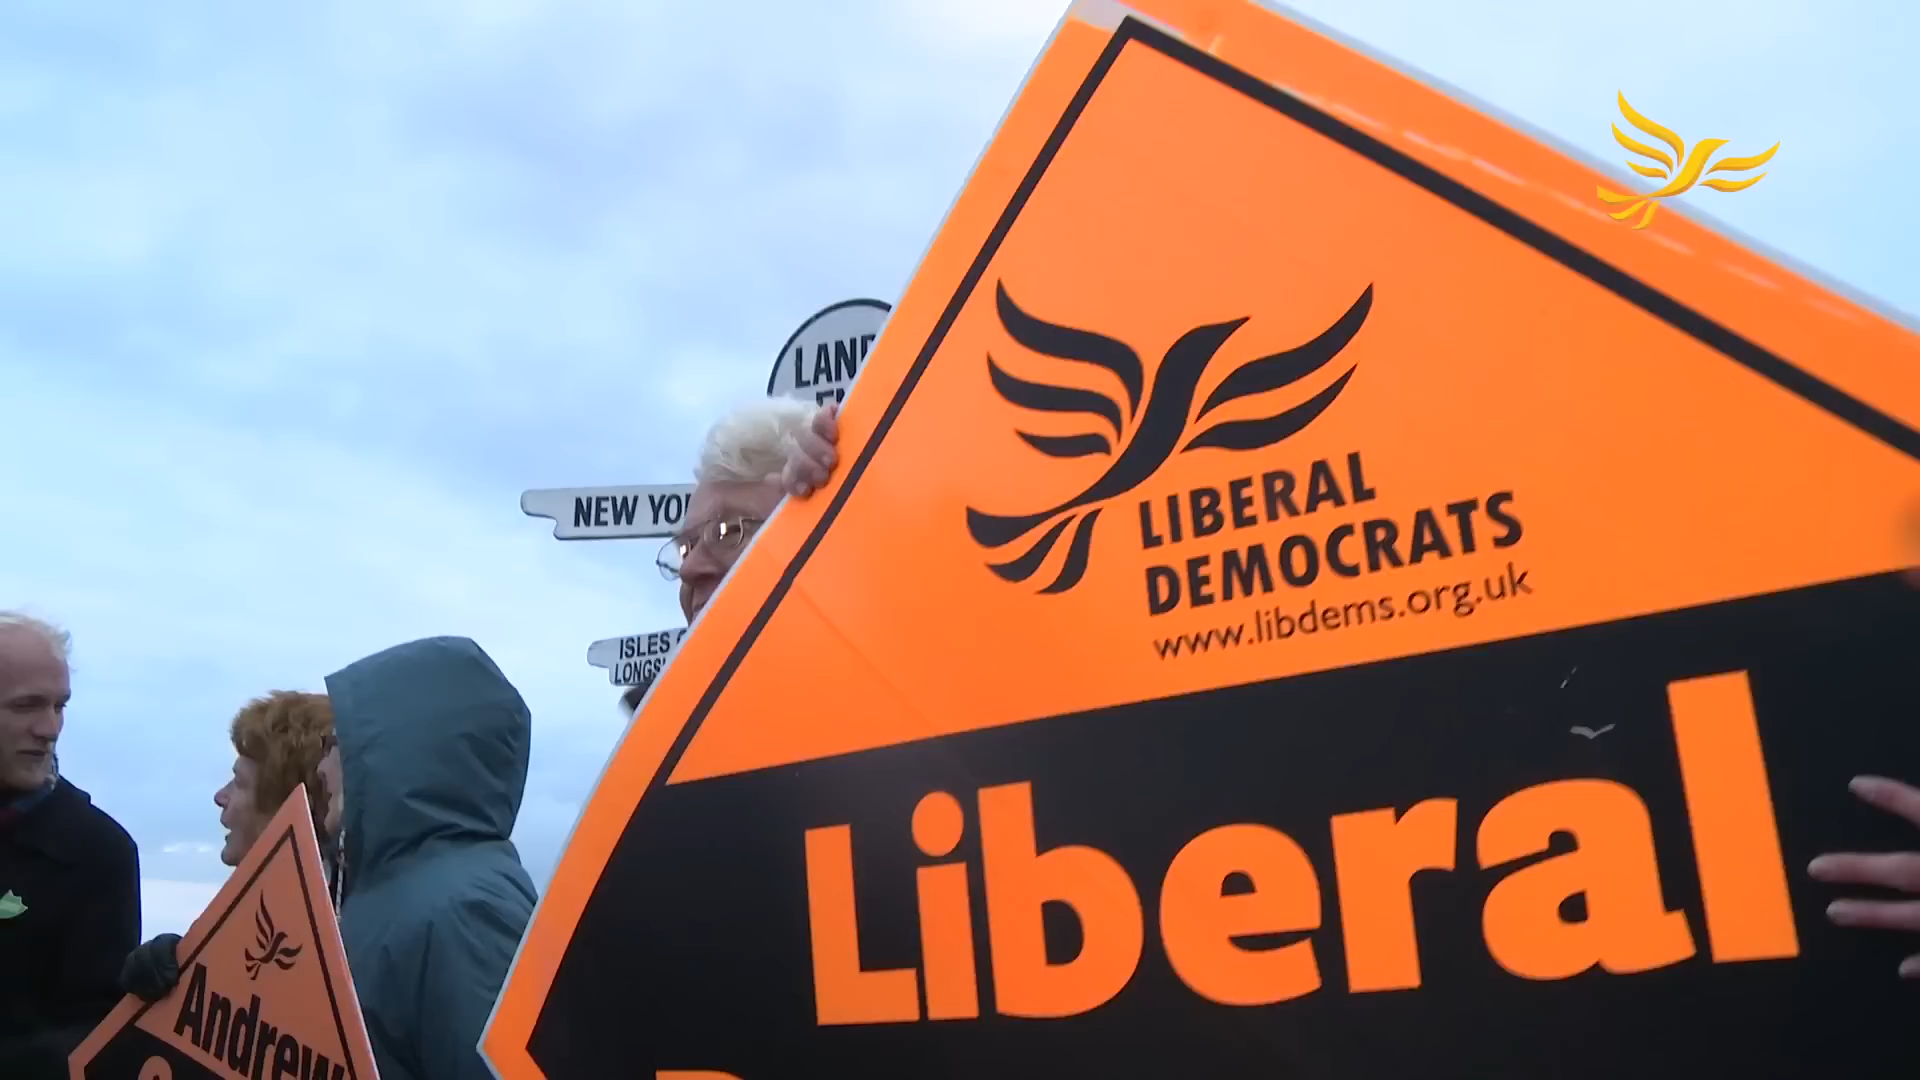 LAND
NEW YO
ISLES
LONGS
LIBERAL
DEMOCRATS
www.libdems.org.uk
Liberal
Andrew